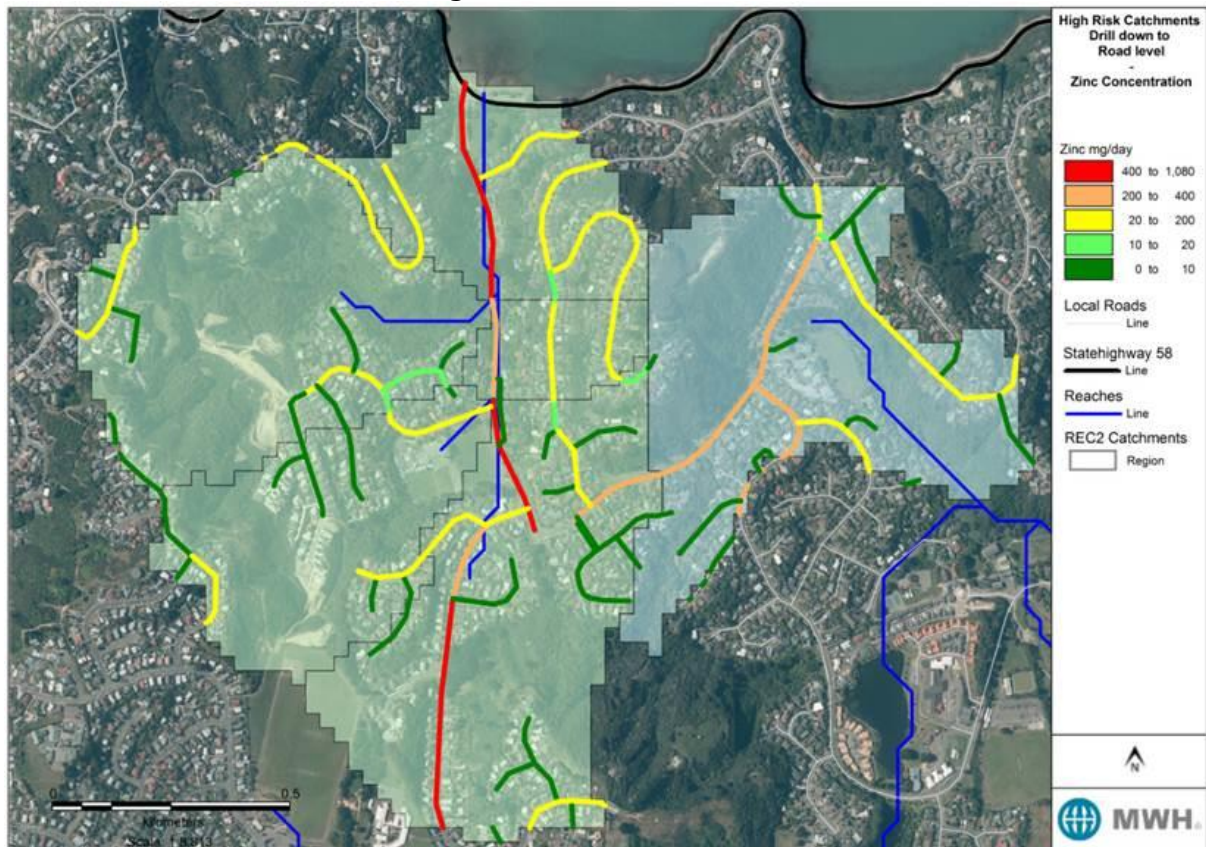 High Risk Catchments
Drill down to
Road level
-
Zinc Concentration
Zinc mg/day
400 to 1,080
200 to 400
20 to 200
10 to 20
0 to 10
Local Roads
Line
Statehighway 58
Line
Reaches
Line
REC2 Catchments
Region
N
MWH
0 0.5
Kilometers